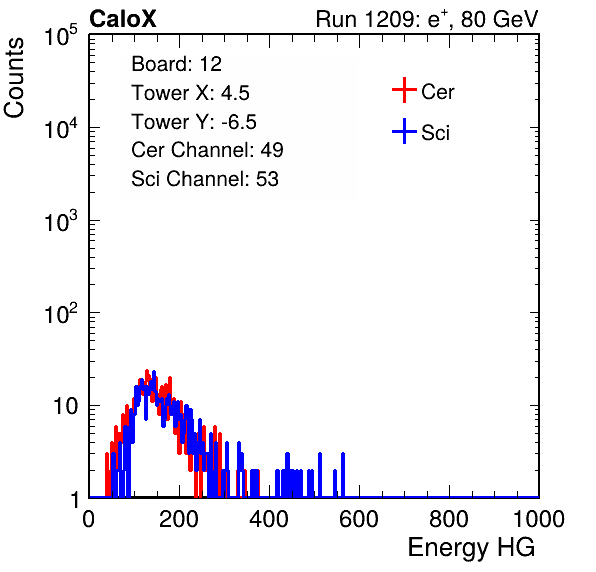 CaloX Run 1209: e⁺, 80 GeV
Counts
10⁵
10⁴
10³
10²
10
1
Board: 12
Tower X: 4.5
Tower Y: -6.5
Cer Channel: 49
Sci Channel: 53
Cer
Sci
0 200 400 600 800 1000
Energy HG